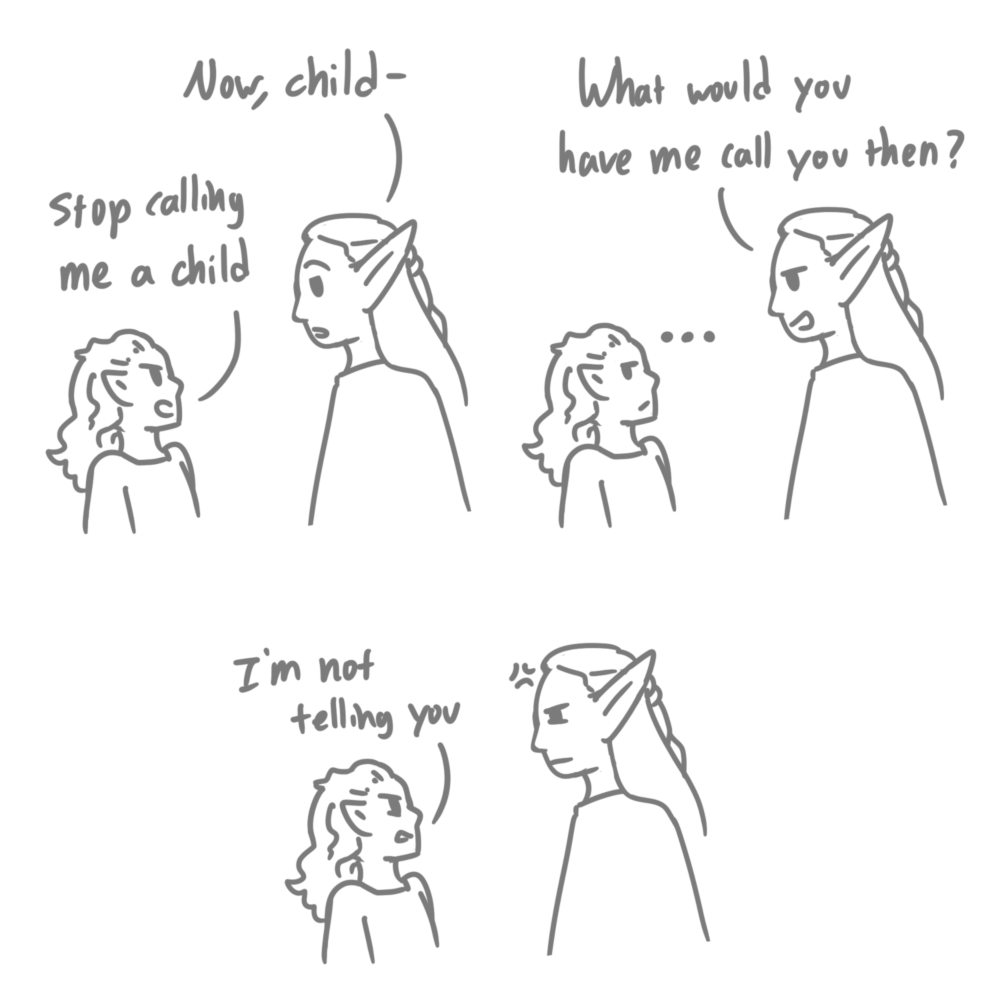 Now, child-
Stop calling
me a child
What would you
have me call you then?
...
I'm not
telling you